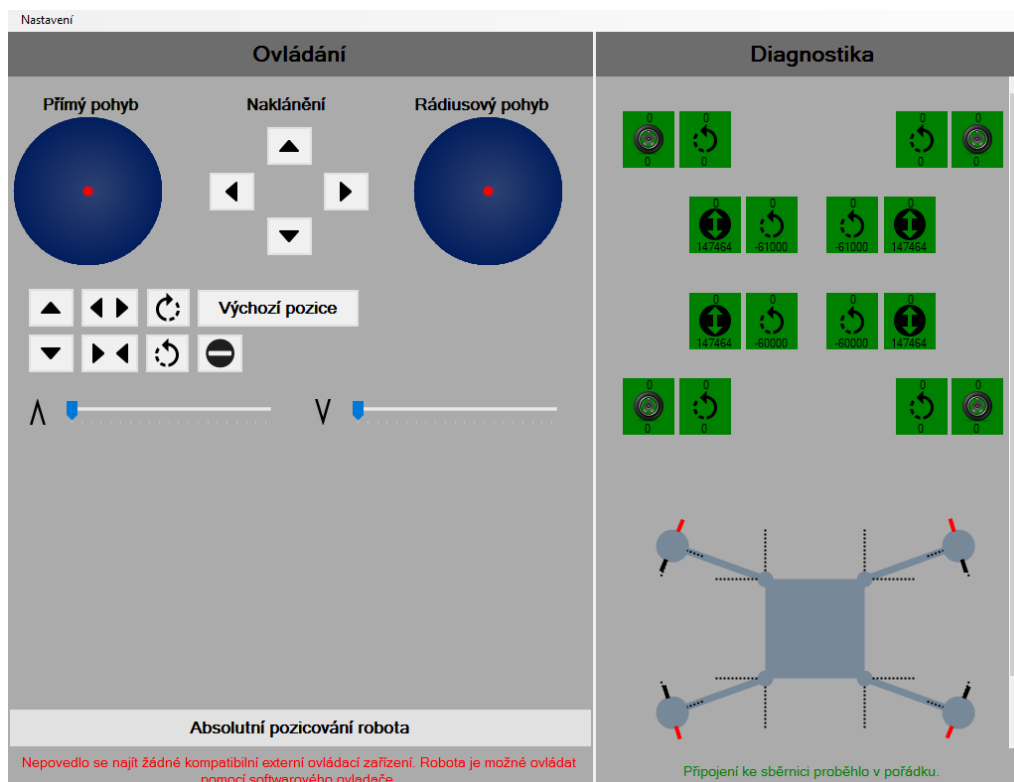 Nastavení
Ovládání
Diagnostika
Přímý pohyb
Naklánění
Rádiusový pohyb
0 0 0 0
0 0 0 0
0 0 0 0
147464 -61000 -61000 147464
Výchozí pozice
0 0 0 0
147464 -60000 -60000 147464
0 0 0 0
0 0 0 0
Absolutní pozicování robota
Nepovedlo se najít žádné kompatibilní externí ovládací zařízení. Robota je možné ovládat
pomocí softwarového ovladače.
Připojení ke sběrnici proběhlo v pořádku.